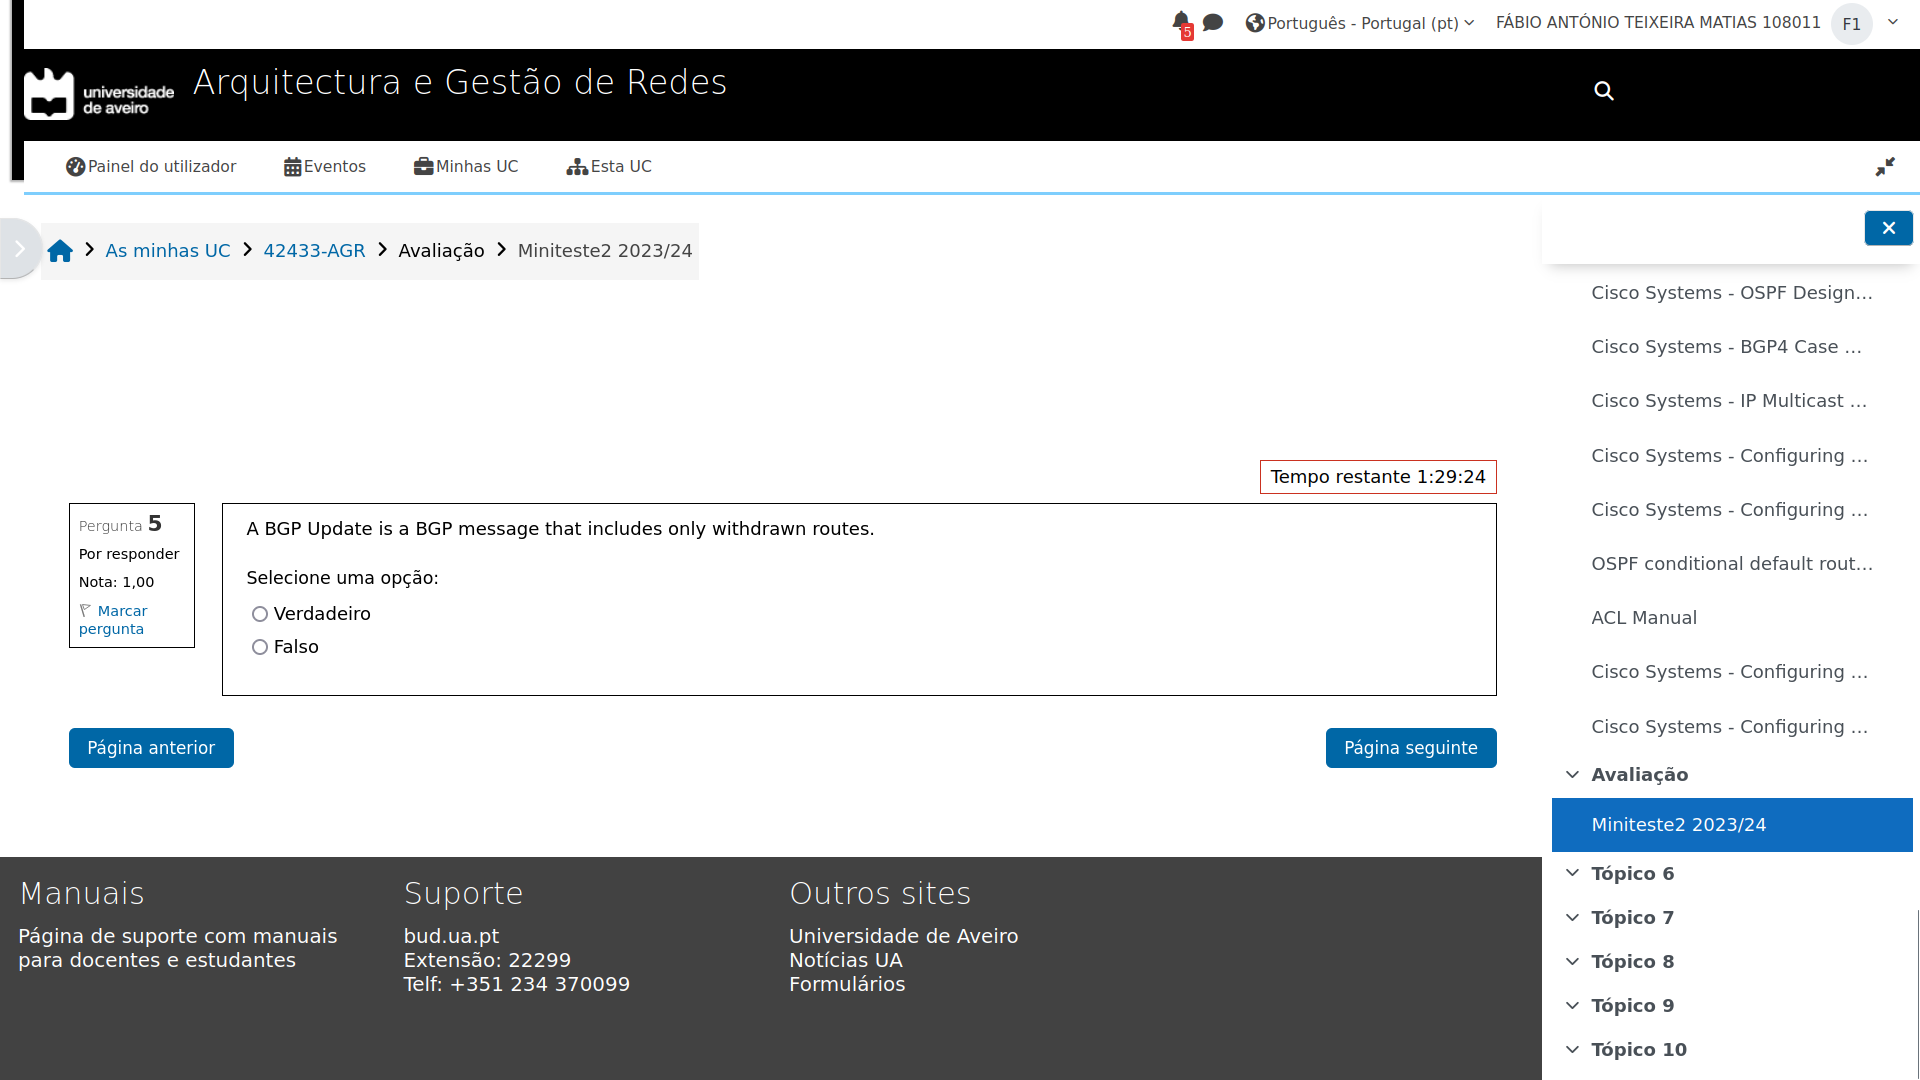 5
Português - Portugal (pt)
FÁBIO ANTÓNIO TEIXEIRA MATIAS 108011
F1
universidade
de aveiro
Arquitectura e Gestão de Redes
Painel do utilizador
Eventos
Minhas UC
Esta UC
As minhas UC
42433-AGR
Avaliação
Miniteste2 2023/24
Tempo restante 1:29:24
Pergunta 5
Por responder
Nota: 1,00
Marcar
pergunta
A BGP Update is a BGP message that includes only withdrawn routes.
Selecione uma opção:
Verdadeiro
Falso
Página anterior
Página seguinte
Cisco Systems - OSPF Design...
Cisco Systems - BGP4 Case ...
Cisco Systems - IP Multicast ...
Cisco Systems - Configuring ...
Cisco Systems - Configuring ...
OSPF conditional default rout...
ACL Manual
Cisco Systems - Configuring ...
Cisco Systems - Configuring ...
Avaliação
Miniteste2 2023/24
Tópico 6
Tópico 7
Tópico 8
Tópico 9
Tópico 10
Manuais
Página de suporte com manuais
para docentes e estudantes
Suporte
bud.ua.pt
Extensão: 22299
Telf: +351 234 370099
Outros sites
Universidade de Aveiro
Notícias UA
Formulários